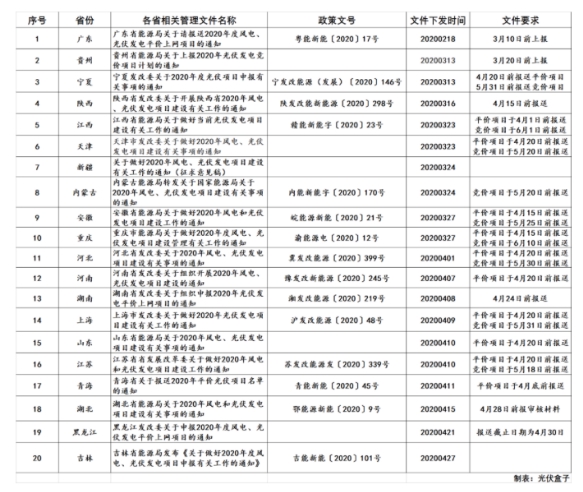 序号 省份 各省相关管理文件名称 政策文号 文件下发时间 文件要求
1 广东 广东省能源局关于请报送2020年度风电、光伏发电平价上网项目的通知 粤能新能〔2020〕17号 20200218 3月10日前上报
2 贵州 贵州省能源局关于上报2020年光伏发电竞价项目计划的通知 20200313 3月20日前上报
3 宁夏 宁夏发改委关于2020年度光伏项目申报有关事项的通知 宁发改能源（发展）〔2020〕146号 20200313 4月20日前报送平价项目 5月31日前报送竞价项目
4 陕西 陕西省发改委关于开展陕西省2020年风电、光伏发电项目建设有关工作的通知 陕发改能新能源〔2020〕298号 20200316 4月15日前报送
5 江西 江西省能源局关于做好当前光伏发电项目建设有关工作的通知 赣能新能字〔2020〕23号 20200323 平价项目于4月1日前报送 竞价项目于6月1日前报送
6 天津 天津市发改委关于做好2020年风电、光伏发电项目建设有关工作的通知 20200323 平价项目于4月20日前报送 竞价项目于5月20日前报送
7 新疆 关于做好2020年风电、光伏发电项目建设有关工作的通知（征求意见稿） 20200324
8 内蒙古 内蒙古能源局转发关于国家能源局关于2020年风电、光伏发电项目建设有关事项的通知 内能新能字〔2020〕170号 20200324 竞价项目于5月20日前报送
9 安徽 安徽省能源局关于做好2020年风电和光伏发电项目建设工作的通知 皖能源新能〔2020〕21号 20200327 平价项目于4月15日前报送 竞价项目于5月25日前报送
10 重庆 重庆市能源局关于做好2020年风电、光伏发电项目建设管理有关工作的通知 渝能源电〔2020〕12号 20200327 平价项目于4月15日前报送 竞价项目于6月10日前报送
11 河北 河北省发改委关于做好2020年风电、光伏发电项目建设有关事项的通知 冀发改能源〔2020〕399号 20200401 平价项目于4月20日前报送 竞价项目于5月30日前报送
12 河南 河南省发改委关于组织开展2020年风电、光伏发电项目建设的通知 豫发改新能源〔2020〕245号 20200407 平价项目于4月20日前报送
13 湖南 湖南省发改委关于组织申报2020年光伏发电平价上网项目的通知 湘发改能源〔2020〕219号 20200408 4月24日前报送
14 上海 上海市发改委关于做好2020年光伏发电项目建设有关工作的通知 沪发改能源〔2020〕48号 20200409 平价项目于4月20日前报送 竞价项目于5月31日前报送
15 山东 山东省能源局关于2020年风电、光伏发电项目建设有关事项的通知 20200410 平价项目于4月20日前报送
16 江苏 江苏省省发展改革委关于做好2020年风电和光伏发电项目建设工作的通知 苏发改能源发〔2020〕339号 20200410 平价项目于4月20日前报送 竞价项目于5月18日前报送
17 青海 青海省关于报送2020年平价光伏项目名单的通知 青能新能〔2020〕45号 20200411 平价项目于4月底前报送
18 湖北 湖北省能源局关于2020年风电和光伏发电项目建设有关事项的通知 鄂能源新能〔2020〕9号 20200415 4月28日前报审核材料
19 黑龙江 黑龙江发改委关于申报2020年度风电、光伏发电平价上网项目的通知 20200421 报送截止日期为4月30日
20 吉林 吉林省能源局发布《关于做好2020年度风电、光伏发电项目申报有关工作的通知》 吉能新能〔2020〕101号 20200427
制表：光伏盒子